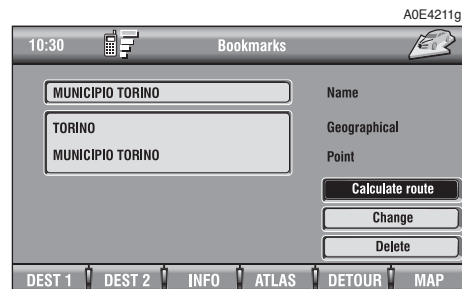 A0E4211g
10:30 Bookmarks
MUNICIPIO TORINO Name
TORINO Geographical
MUNICIPIO TORINO Point
Calculate route
Change
Delete
DEST 1 DEST 2 INFO ATLAS DETOUR MAP